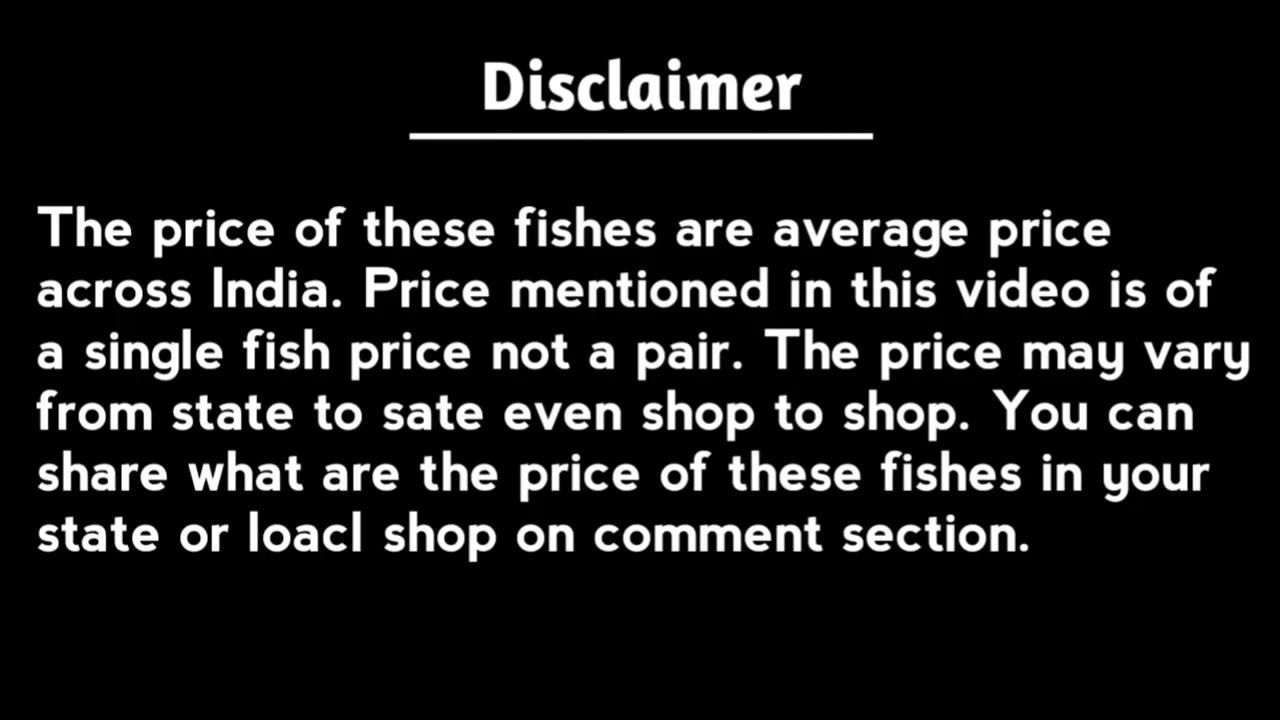 Disclaimer
The price of these fishes are average price
across India. Price mentioned in this video is of
a single fish price not a pair. The price may vary
from state to sate even shop to shop. You can
share what are the price of these fishes in your
state or loacl shop on comment section.